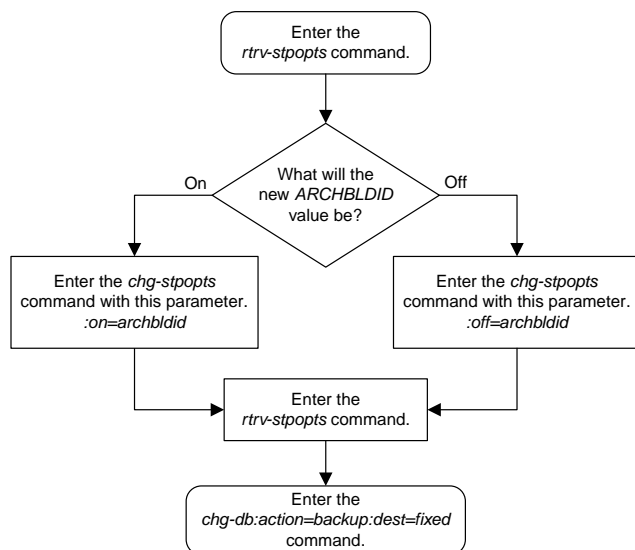 Enter the
rtrv-stpopts command.
What will the
new ARCHBLDID
value be?
On
Off
Enter the chg-stpopts
command with this parameter.
:on=archbldid
Enter the chg-stpopts
command with this parameter.
:off=archbldid
Enter the
rtrv-stpopts command.
Enter the
chg-db:action=backup:dest=fixed
command.